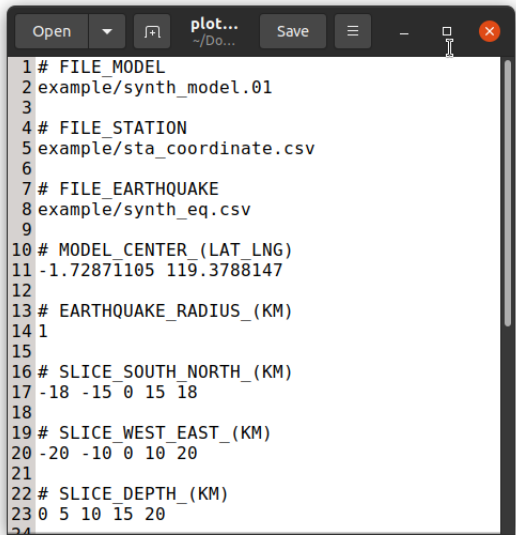 Open
plot...
~/Do...
Save
1 # FILE_MODEL
2 example/synth_model.01
3
4 # FILE_STATION
5 example/sta_coordinate.csv
6
7 # FILE_EARTHQUAKE
8 example/synth_eq.csv
9
10 # MODEL_CENTER_(LAT_LNG)
11 -1.72871105 119.3788147
12
13 # EARTHQUAKE_RADIUS_(KM)
14 1
15
16 # SLICE_SOUTH_NORTH_(KM)
17 -18 -15 0 15 18
18
19 # SLICE_WEST_EAST_(KM)
20 -20 -10 0 10 20
21
22 # SLICE_DEPTH_(KM)
23 0 5 10 15 20
24